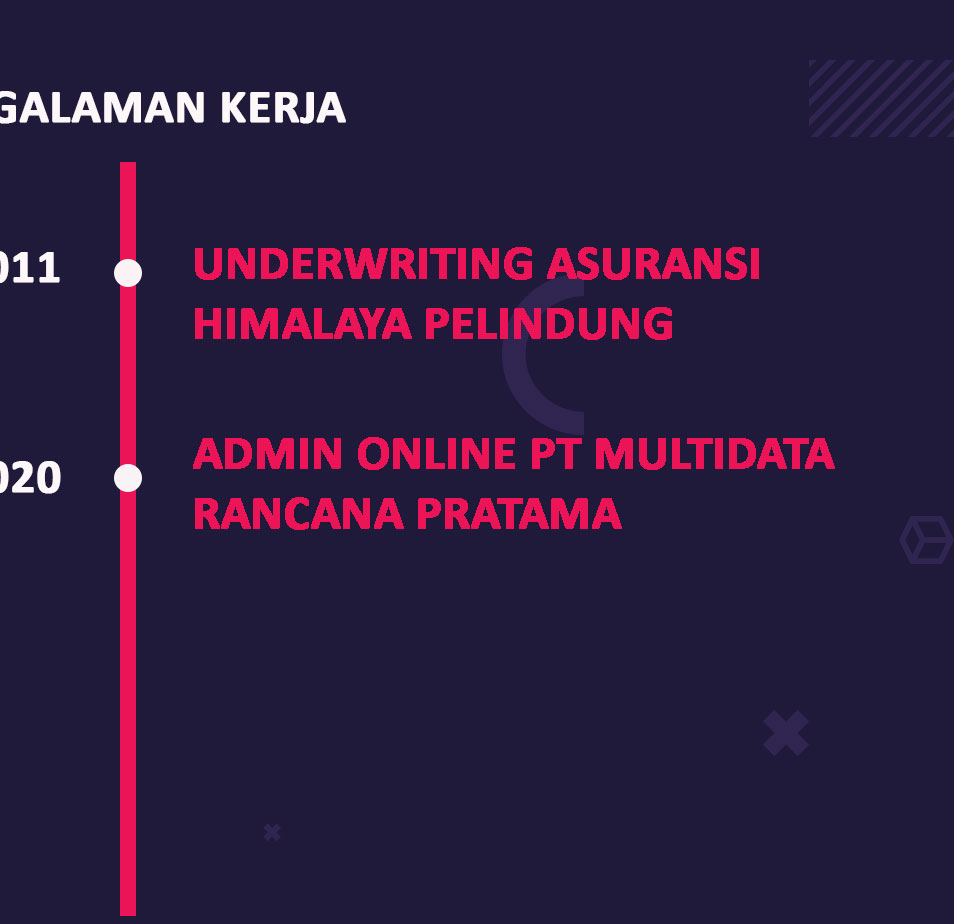 GALAMAN KERJA
011
UNDERWRITING ASURANSI
HIMALAYA PELINDUNG
020
ADMIN ONLINE PT MULTIDATA
RANCANA PRATAMA